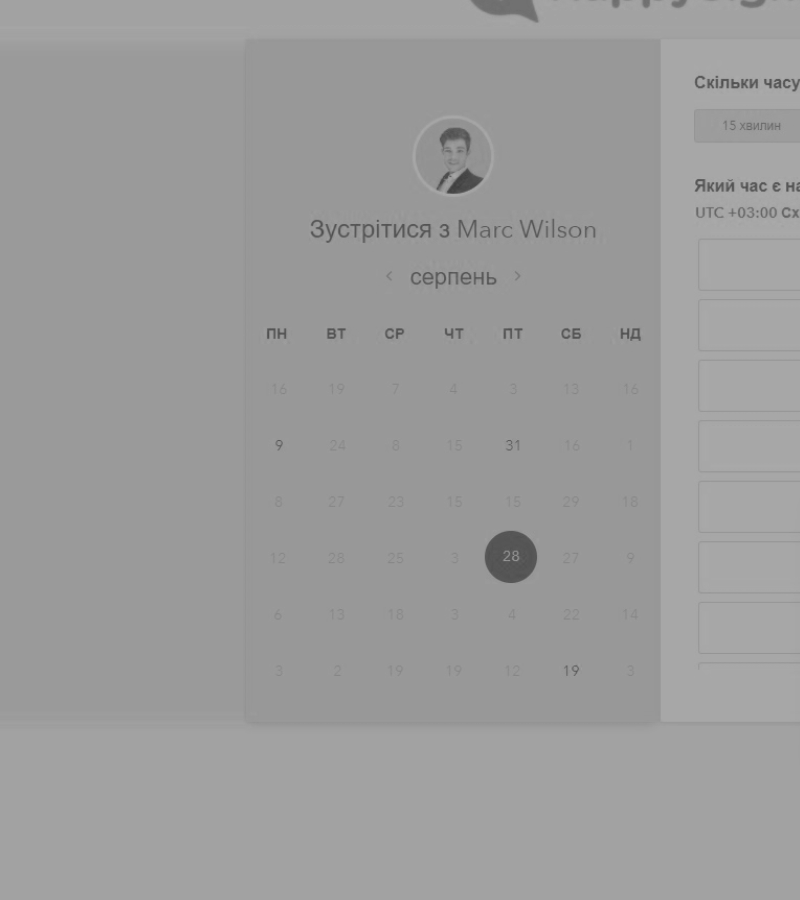 Зустрітися з Marc Wilson
серпень
ПН ВТ СР ЧТ ПТ СБ НД
16 19 7 4 3 13 16
9 24 8 15 31 16 1
8 27 23 15 15 29 18
12 28 25 3 28 27 9
6 13 18 3 4 22 14
3 2 19 19 12 19 3
Скільки часу
15 хвилин
Який час є на
UTC +03:00 Сх